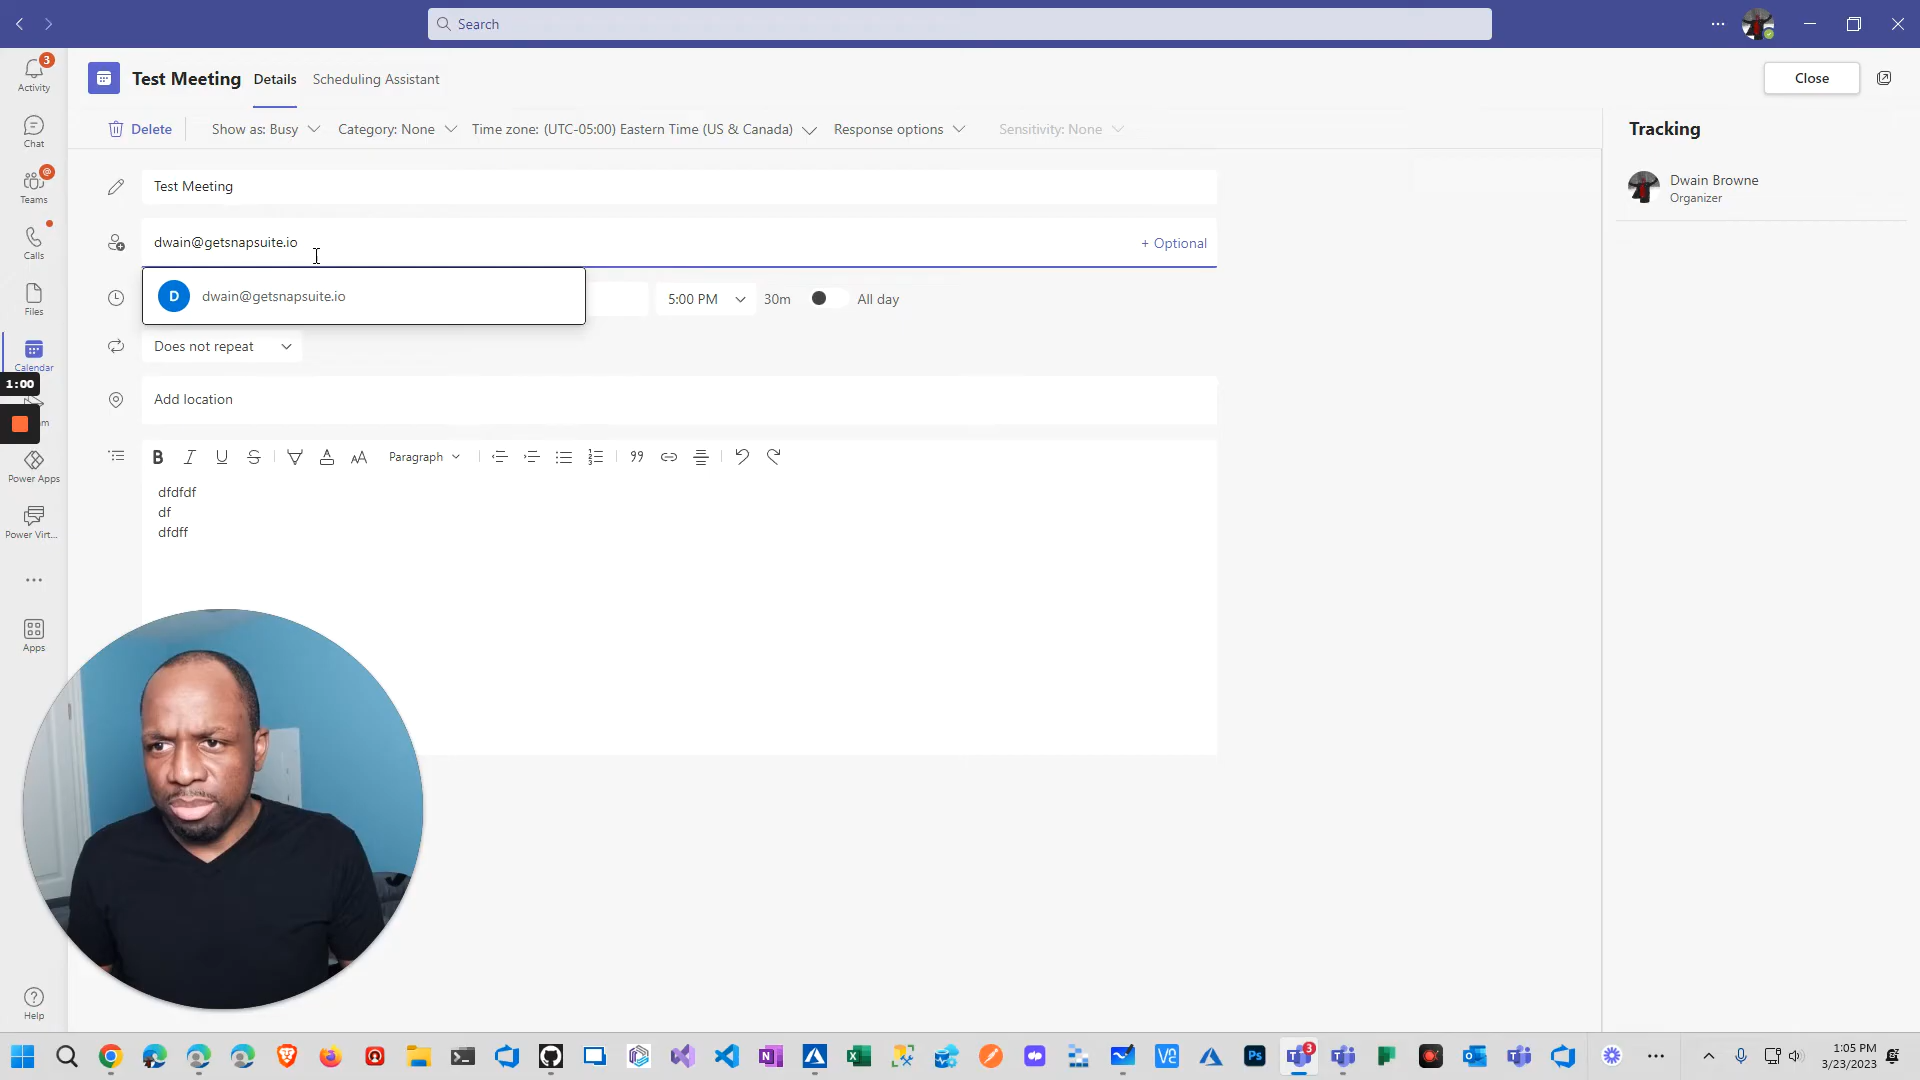 Search
Test Meeting
Details
Scheduling Assistant
Close
Delete
Show as: Busy
Category: None
Time zone: (UTC-05:00) Eastern Time (US & Canada)
Response options
Sensitivity: None
Tracking
Dwain Browne
Organizer
3
Activity
Chat
@
Teams
Calls
Files
Calendar
1:00
Power Apps
Power Virt...
Apps
Help
Test Meeting
dwain@getsnapsuite.io
+ Optional
D dwain@getsnapsuite.io
5:00 PM
30m
All day
Does not repeat
Add location
B I U S A AA Paragraph
dfdfdf
df
dfdff
3
1:05 PM
3/23/2023